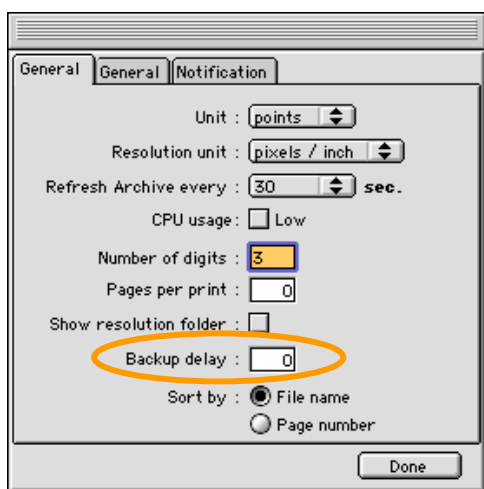 General General Notification
Unit : points
Resolution unit : pixels / inch
Refresh Archive every : 30 sec.
CPU usage : Low
Number of digits : 3
Pages per print : 0
Show resolution folder :
Backup delay : 0
Sort by : File name
Page number
Done